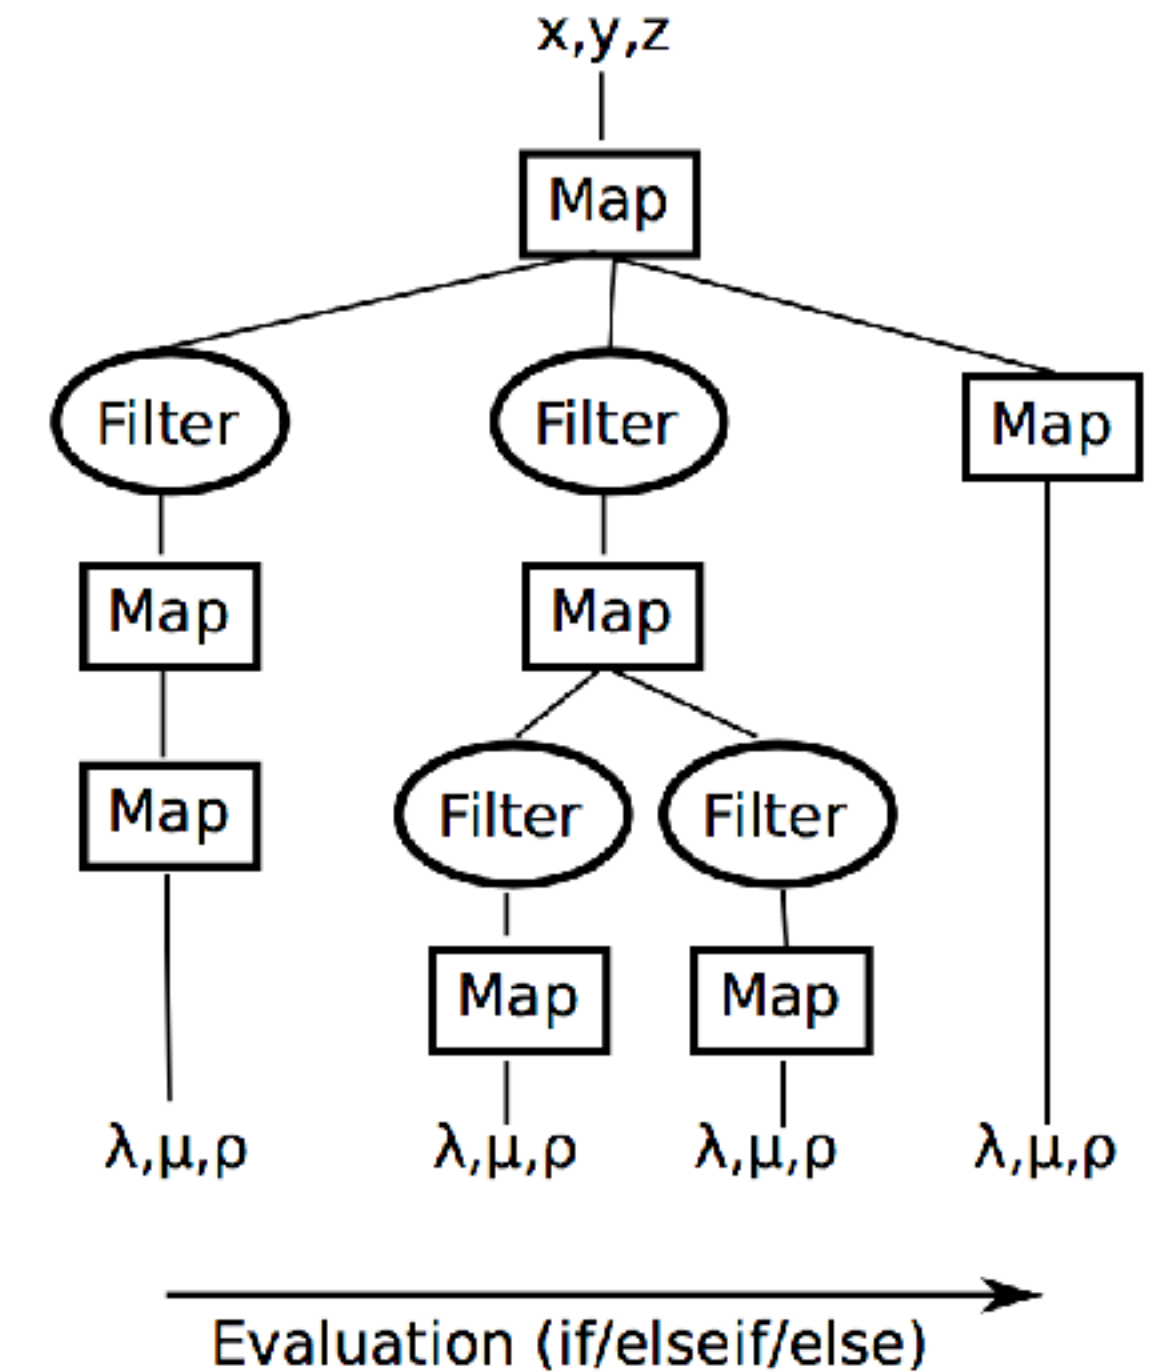 x,y,z
Map
Filter
Filter
Map
Map
Map
Map
Filter
Filter
Map
Map
λ,μ,ρ
λ,μ,ρ
λ,μ,ρ
λ,μ,ρ
Evaluation (if/elseif/else)